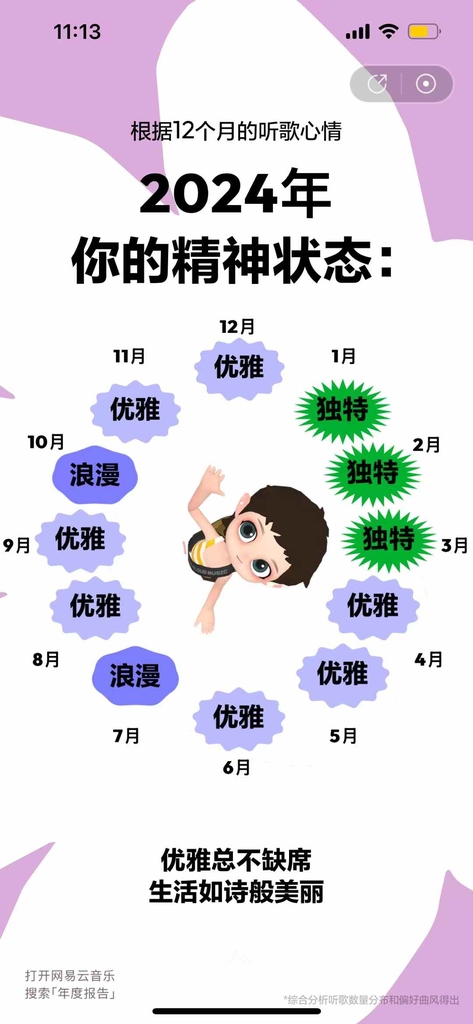 11:13
根据12个月的听歌心情
2024年
你的精神状态：
12月
优雅
1月
独特
2月
独特
3月
独特
4月
优雅
5月
优雅
6月
优雅
7月
浪漫
8月
优雅
9月
优雅
10月
浪漫
11月
优雅
优雅总不缺席
生活如诗般美丽
打开网易云音乐
搜索「年度报告」
*综合分析听歌数量分布和偏好曲风得出